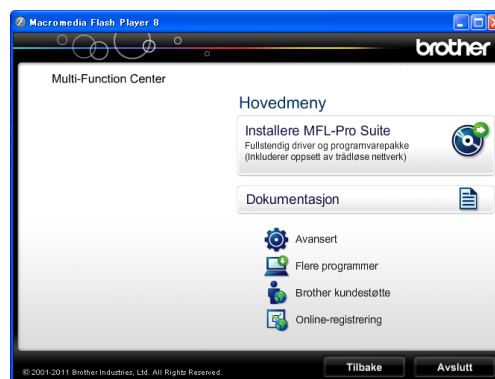 Macromedia Flash Player 8
brother
Multi-Function Center
Hovedmeny
Installere MFL-Pro Suite
Fullstendig driver og programvarepakke
(Inkluderer oppsett av trådløse nettverk)
Dokumentasjon
Avansert
Flere programmer
Brother kundestøtte
Online-registrering
© 2001-2011 Brother Industries, Ltd. All Rights Reserved.
Tilbake
Avslutt